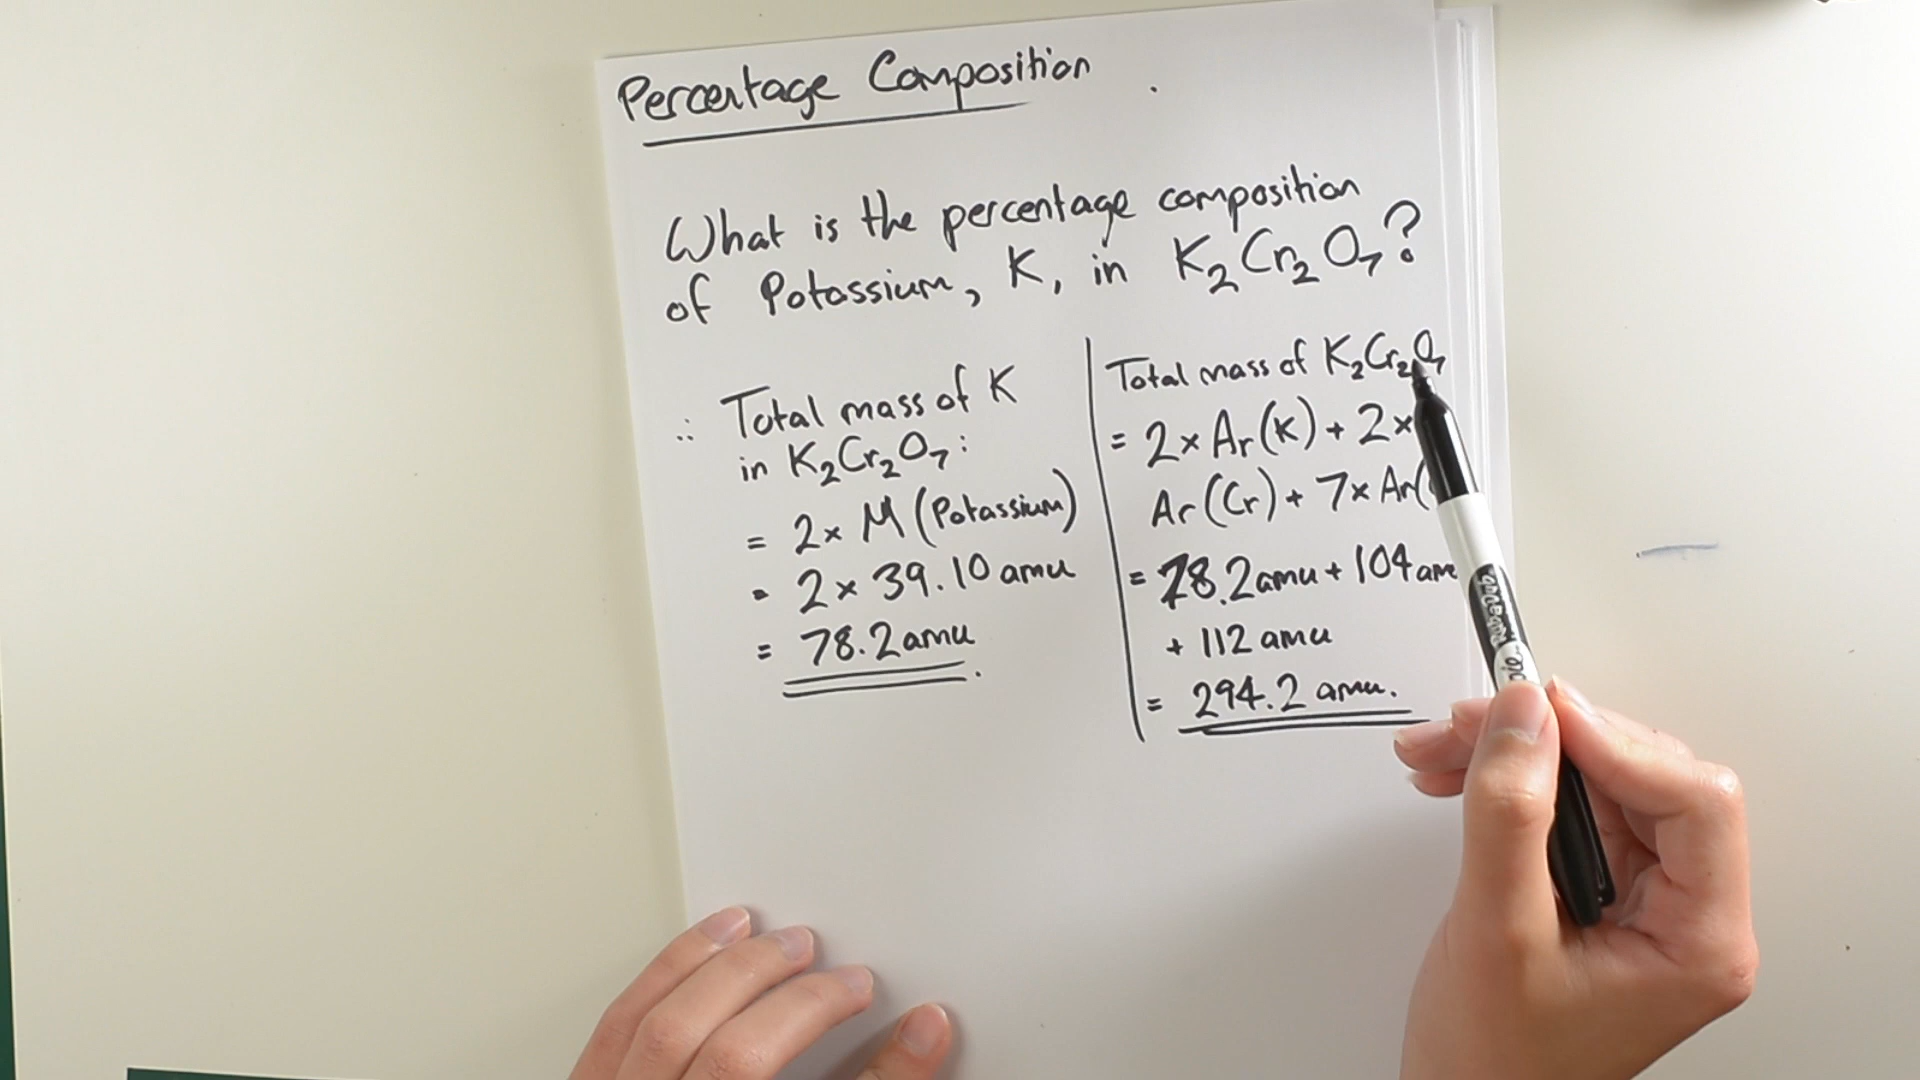 Percentage Composition
What is the percentage composition
of Potassium, K, in K₂Cr₂O₇?
∴ Total mass of K
in K₂Cr₂O₇:
= 2× M (Potassium)
= 2 × 39.10 amu
= 78.2 amu
Total mass of K₂Cr₂O₇
= 2× Ar(K) + 2×
Ar (Cr) + 7× Ar(
= 78.2 amu + 104 am
+ 112 amu
= 294.2 amu.